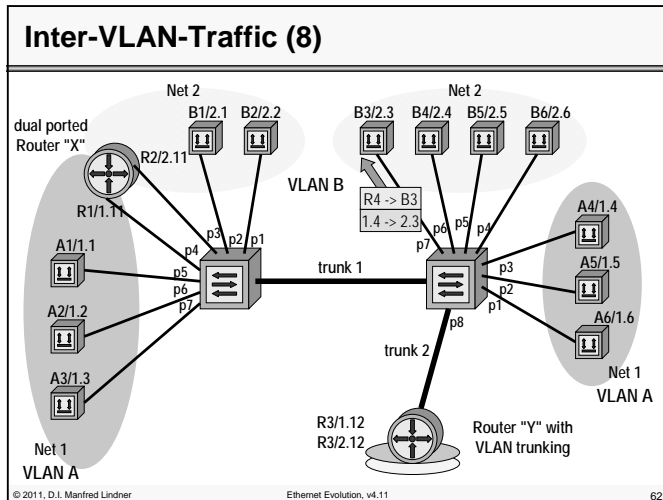 Inter-VLAN-Traffic (8)
Net 2
Net 2
B1/2.1
B2/2.2
B3/2.3
B4/2.4
B5/2.5
B6/2.6
dual ported
Router "X"
R2/2.11
VLAN B
R4 -> B3
1.4 -> 2.3
R1/1.11
p3
p2
p1
p4
p5
p6
p7
p6
p5
p4
p7
p3
p2
p1
p8
A1/1.1
A2/1.2
A3/1.3
A4/1.4
A5/1.5
A6/1.6
trunk 1
trunk 2
Net 1
VLAN A
Net 1
VLAN A
R3/1.12
R3/2.12
Router "Y" with
VLAN trunking
© 2011, D.I. Manfred Lindner
Ethernet Evolution, v4.11
62